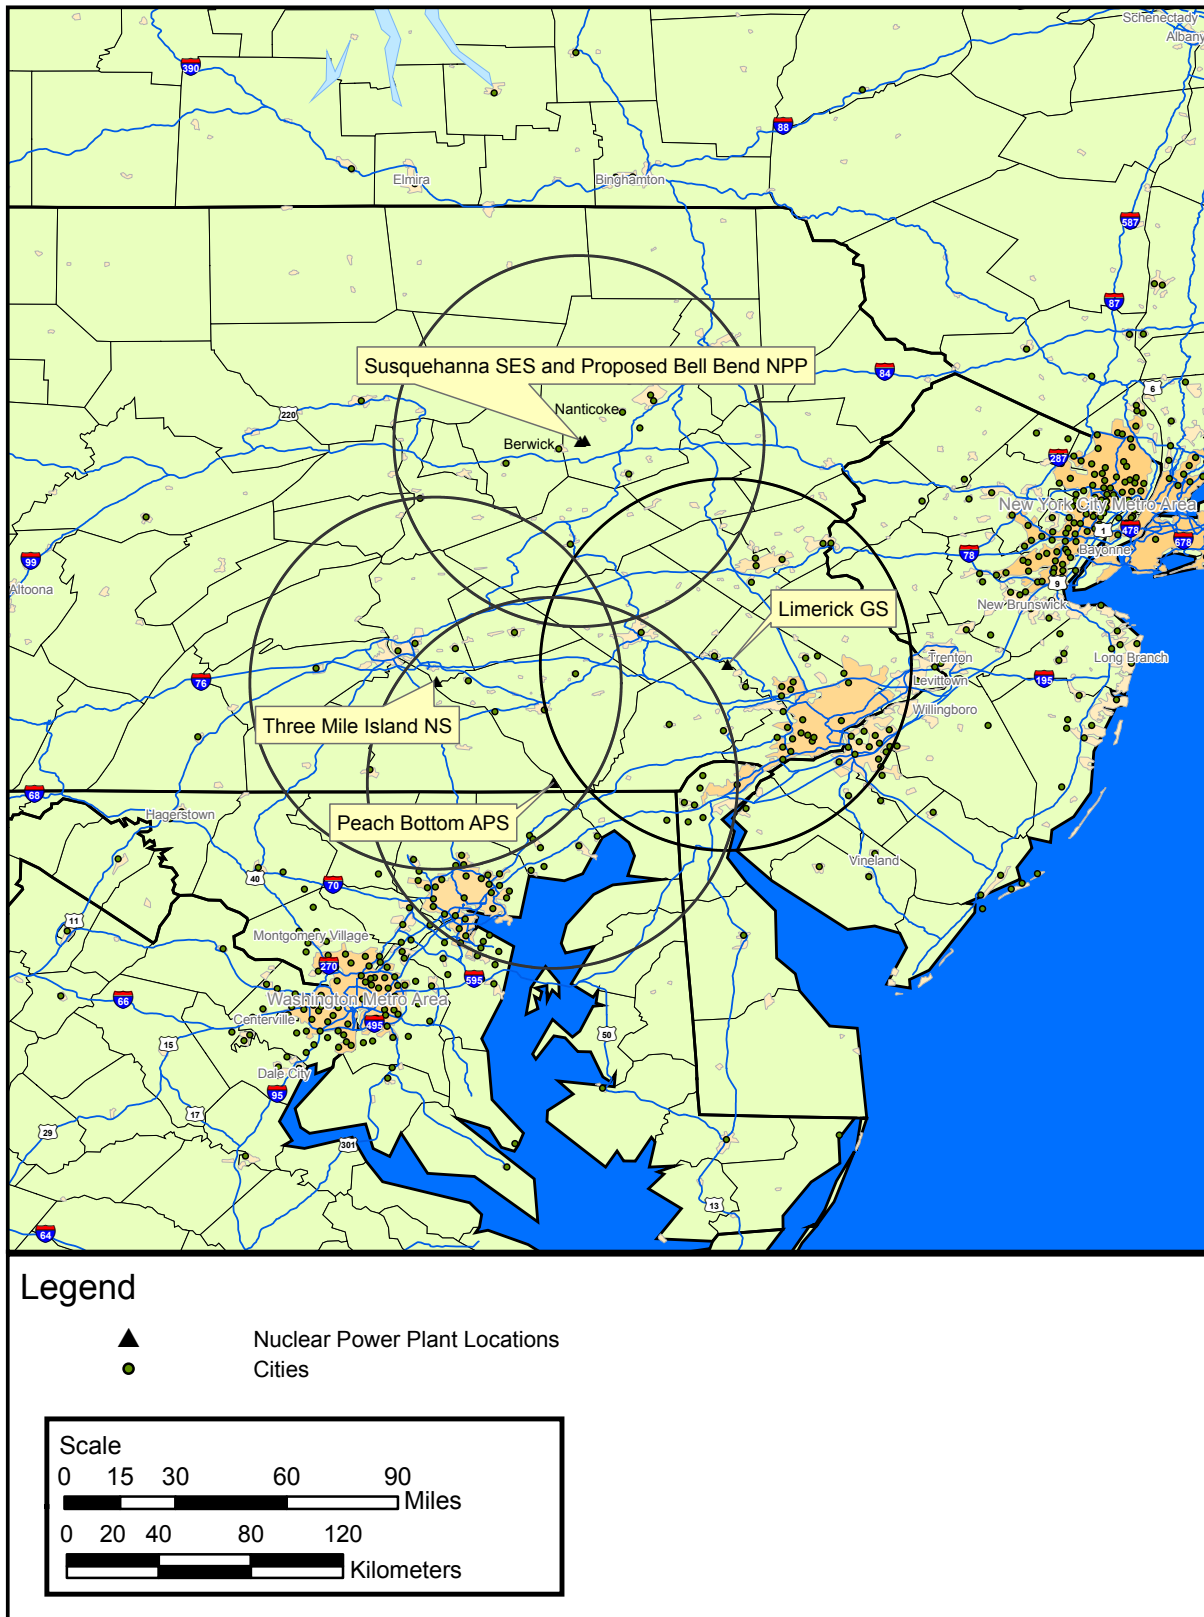 Schenectady
Albany
390
88
Elmira
Binghamton
587
87
Susquehanna SES and Proposed Bell Bend NPP
84
6
220
Nanticoke
Berwick
287
New York City Metro Area
1
478
678
99
78
Bayonne
Altoona
9
New Brunswick
Limerick GS
Trenton
Long Branch
76
Levittown
195
Willingboro
Three Mile Island NS
68
Hagerstown
Peach Bottom APS
Vineland
40
70
11
Montgomery Village
270
595
66
Washington Metro Area
Centerville
495
50
15
Dale City
95
17
29
301
13
64
Legend
Nuclear Power Plant Locations
Cities
Scale
0 15 30 60 90
Miles
0 20 40 80 120
Kilometers